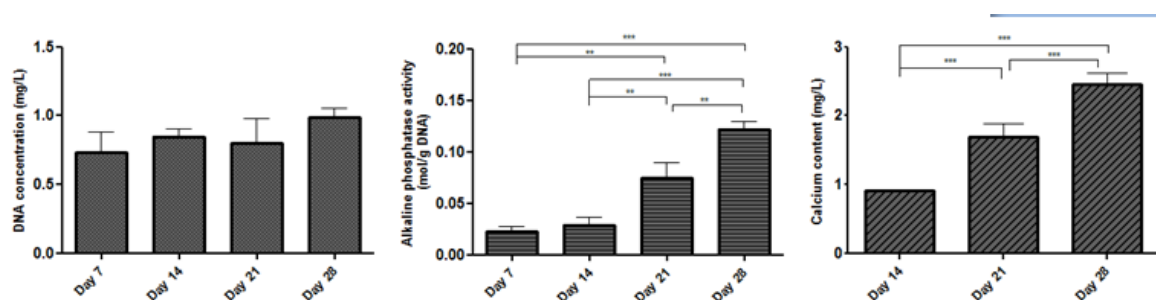 DNA concentration (mg/L)
1.5
1.0
0.5
0.0
Day 7
Day 14
Day 21
Day 28
Alkaline phosphatase activity
(mol/g DNA)
0.20
0.15
0.10
0.05
0.00
***
**
***
**
**
Day 7
Day 14
Day 21
Day 28
Calcium content (mg/L)
3
2
1
0
***
***
***
Day 14
Day 21
Day 28